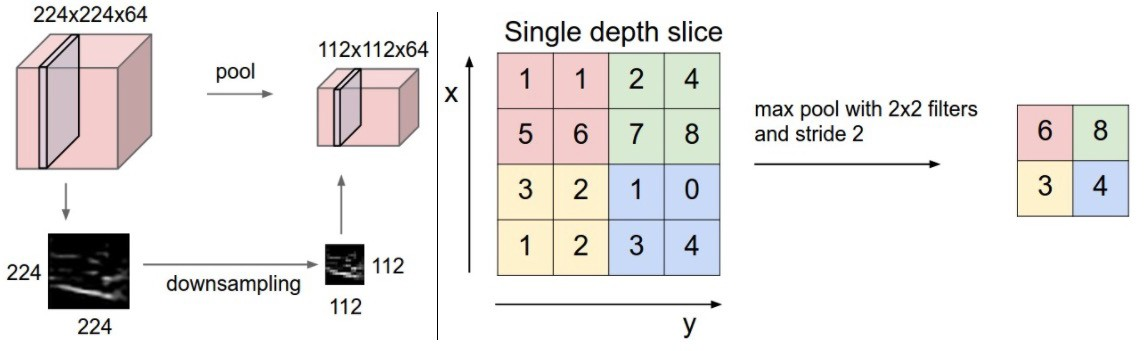 224x224x64
pool
112x112x64
224
224
downsampling
112
112
Single depth slice
x
1 1 2 4
5 6 7 8
3 2 1 0
1 2 3 4
y
max pool with 2x2 filters
and stride 2
6 8
3 4